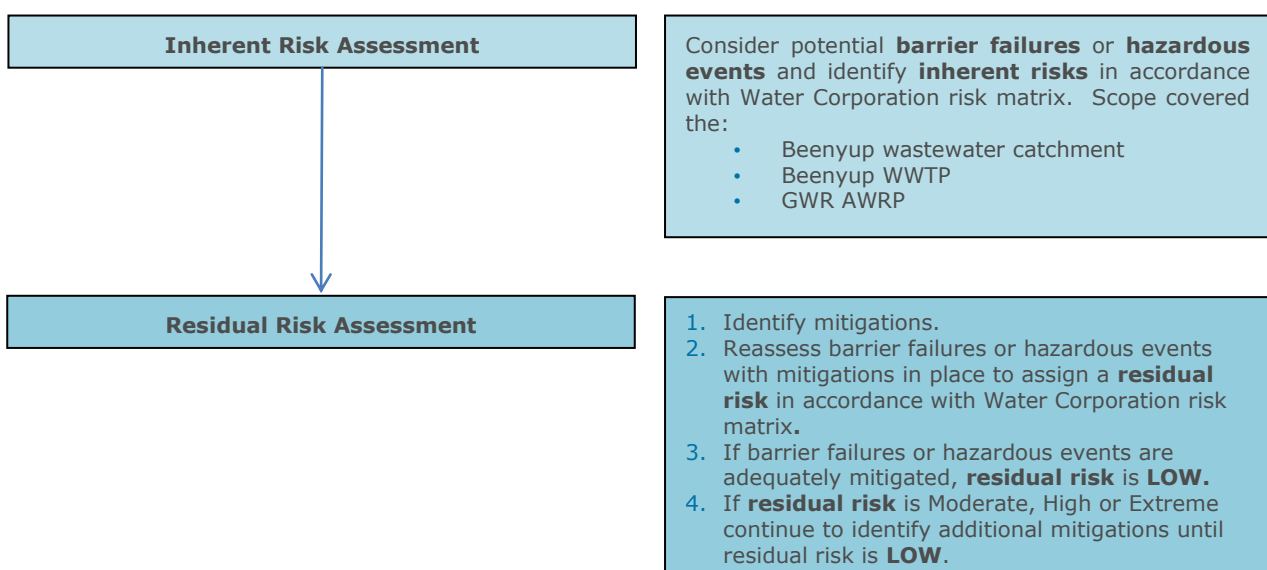 Inherent Risk Assessment
Consider potential barrier failures or hazardous
events and identify inherent risks in accordance
with Water Corporation risk matrix. Scope covered
the:
• Beenyup wastewater catchment
• Beenyup WWTP
• GWR AWRP
Residual Risk Assessment
1. Identify mitigations.
2. Reassess barrier failures or hazardous events
with mitigations in place to assign a residual
risk in accordance with Water Corporation risk
matrix.
3. If barrier failures or hazardous events are
adequately mitigated, residual risk is LOW.
4. If residual risk is Moderate, High or Extreme
continue to identify additional mitigations until
residual risk is LOW.